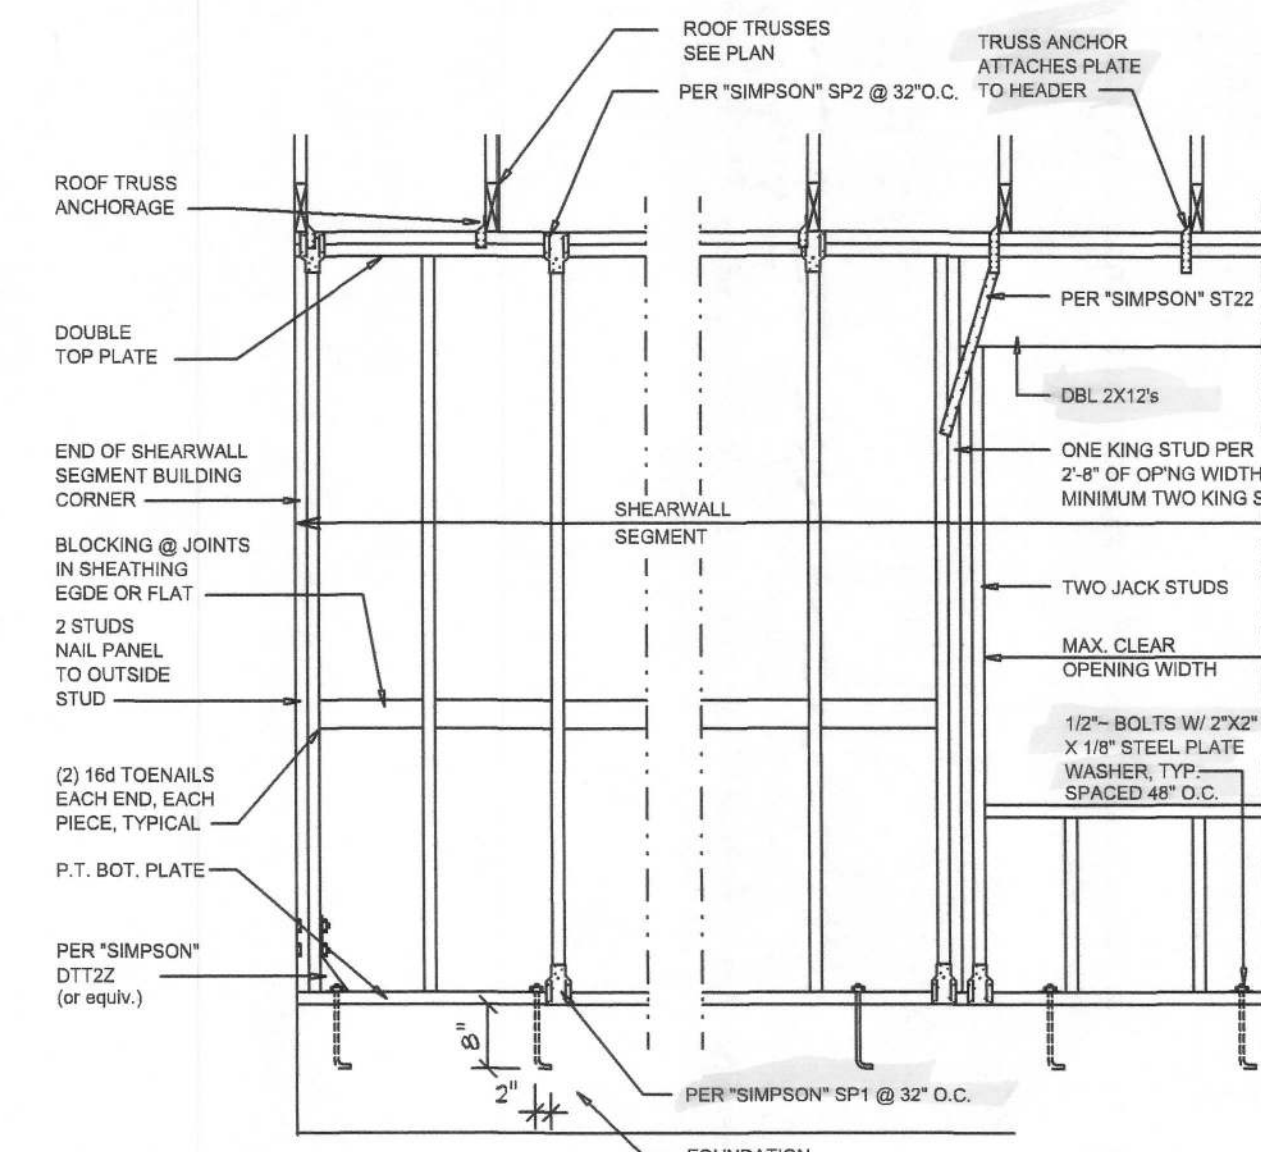 ROOF TRUSSES
SEE PLAN
TRUSS ANCHOR
ATTACHES PLATE
TO HEADER
PER "SIMPSON" SP2 @ 32"O.C.
ROOF TRUSS
ANCHORAGE
PER "SIMPSON" ST22
DOUBLE
TOP PLATE
DBL 2X12's
END OF SHEARWALL
SEGMENT BUILDING
CORNER
ONE KING STUD PER
2'-8" OF OP'NG WIDTH
MINIMUM TWO KING S
SHEARWALL
SEGMENT
BLOCKING @ JOINTS
IN SHEATHING
EGDE OR FLAT
TWO JACK STUDS
2 STUDS
NAIL PANEL
TO OUTSIDE
STUD
MAX. CLEAR
OPENING WIDTH
1/2"~ BOLTS W/ 2"X2"
X 1/8" STEEL PLATE
WASHER, TYP.
SPACED 48" O.C.
(2) 16d TOENAILS
EACH END, EACH
PIECE, TYPICAL
P.T. BOT. PLATE
PER "SIMPSON"
DTT2Z
(or equiv.)
8"
2"
PER "SIMPSON" SP1 @ 32" O.C.
FOUNDATION